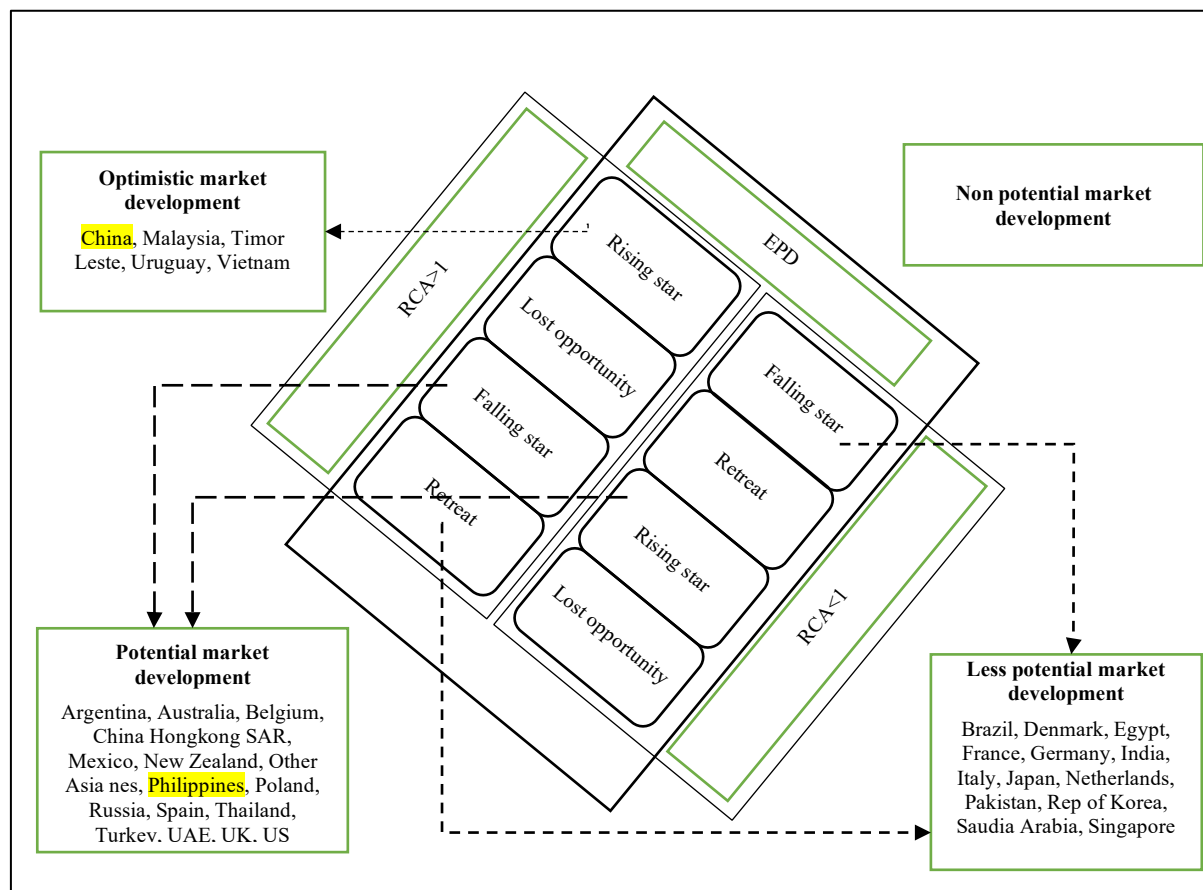 Optimistic market
development
China, Malaysia, Timor
Leste, Uruguay, Vietnam
Non potential market
development
RCA>1
EPD
Rising star
Lost opportunity
Falling star
Retreat
Falling star
Retreat
Rising star
Lost opportunity
RCA<1
Potential market
development
Argentina, Australia, Belgium,
China Hongkong SAR,
Mexico, New Zealand, Other
Asia nes, Philippines, Poland,
Russia, Spain, Thailand,
Turkey, UAE, UK, US
Less potential market
development
Brazil, Denmark, Egypt,
France, Germany, India,
Italy, Japan, Netherlands,
Pakistan, Rep of Korea,
Saudia Arabia, Singapore